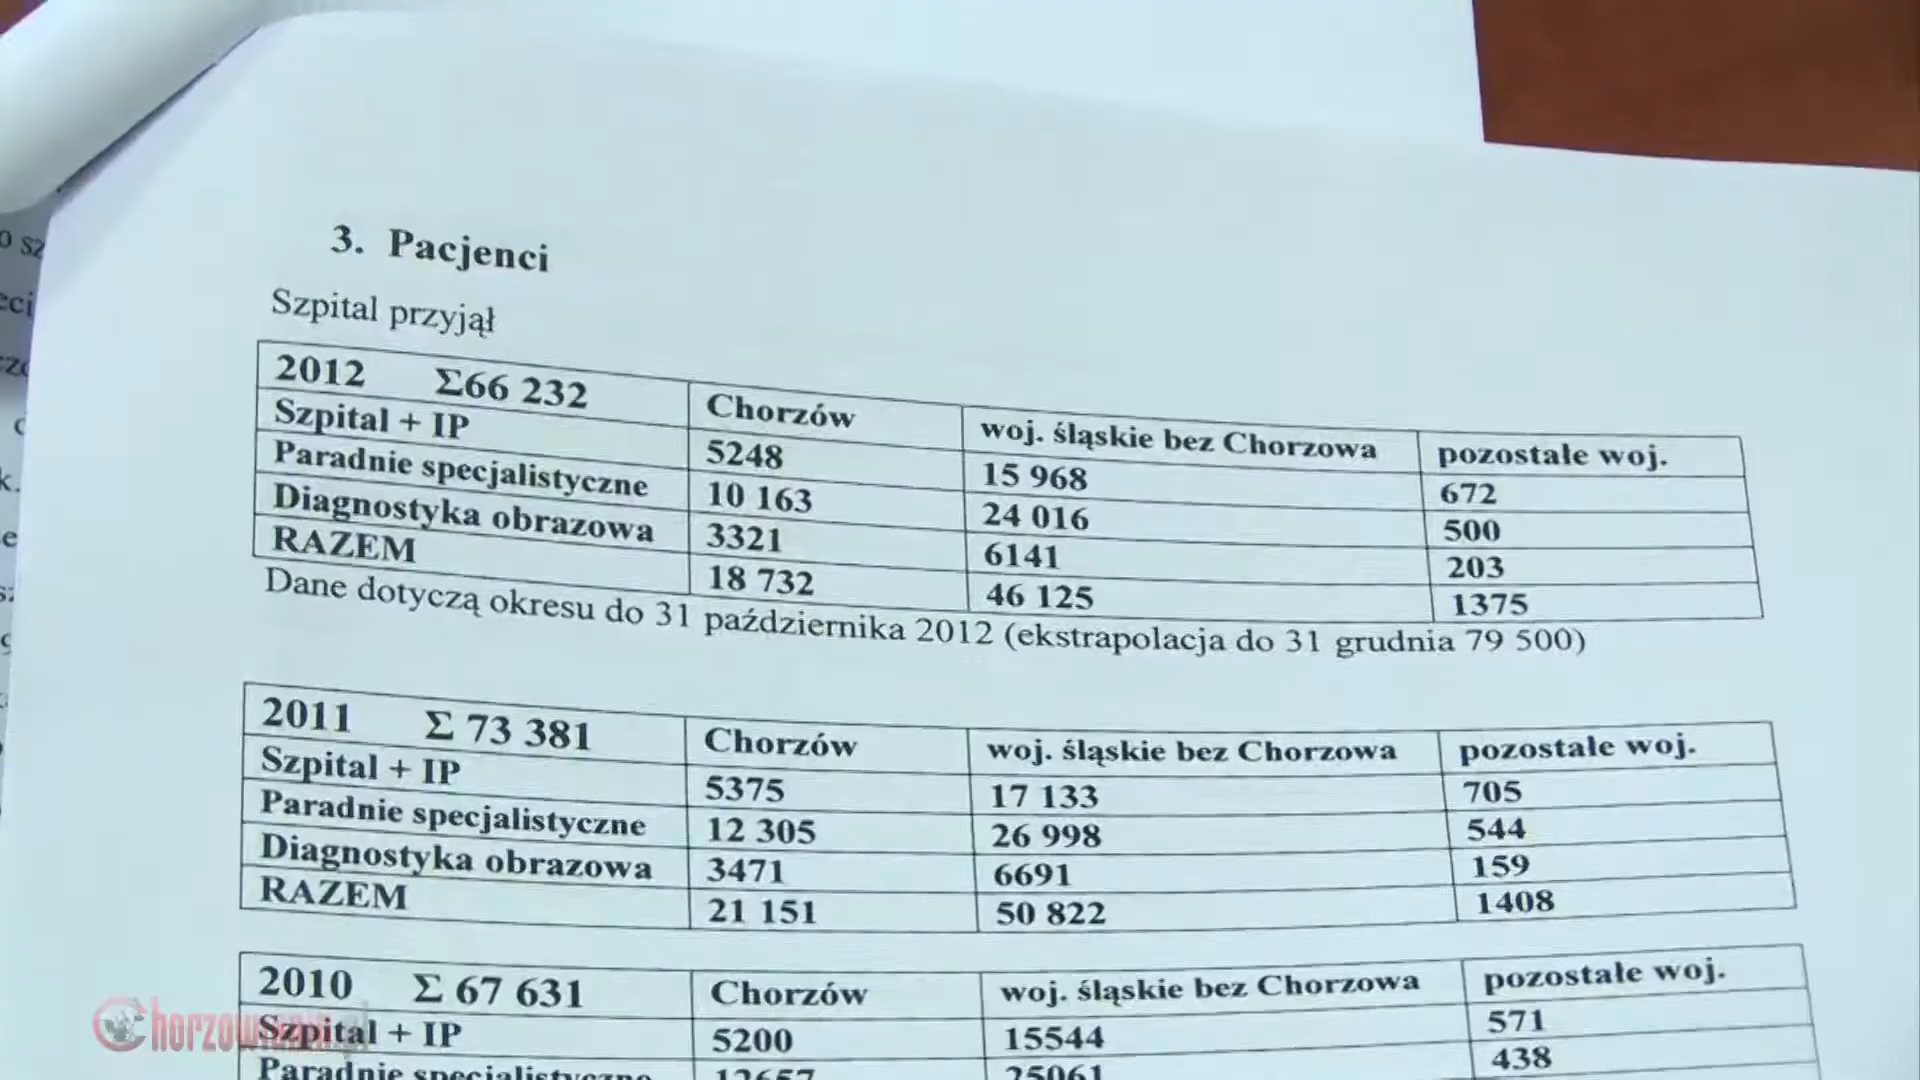 3. Pacjenci
Szpital przyjął
2012 Σ66 232 Chorzów woj. śląskie bez Chorzowa pozostałe woj.
Szpital + IP 5248 15 968 672
Paradnie specjalistyczne 10 163 24 016 500
Diagnostyka obrazowa 3321 6141 203
RAZEM 18 732 46 125 1375
Dane dotyczą okresu do 31 października 2012 (ekstrapolacja do 31 grudnia 79 500)
2011 Σ 73 381 Chorzów woj. śląskie bez Chorzowa pozostałe woj.
Szpital + IP 5375 17 133 705
Paradnie specjalistyczne 12 305 26 998 544
Diagnostyka obrazowa 3471 6691 159
RAZEM 21 151 50 822 1408
2010 Σ 67 631 Chorzów woj. śląskie bez Chorzowa pozostałe woj.
Szpital + IP 5200 15544 571
Paradnie specjalistyczne 12657 25061 438